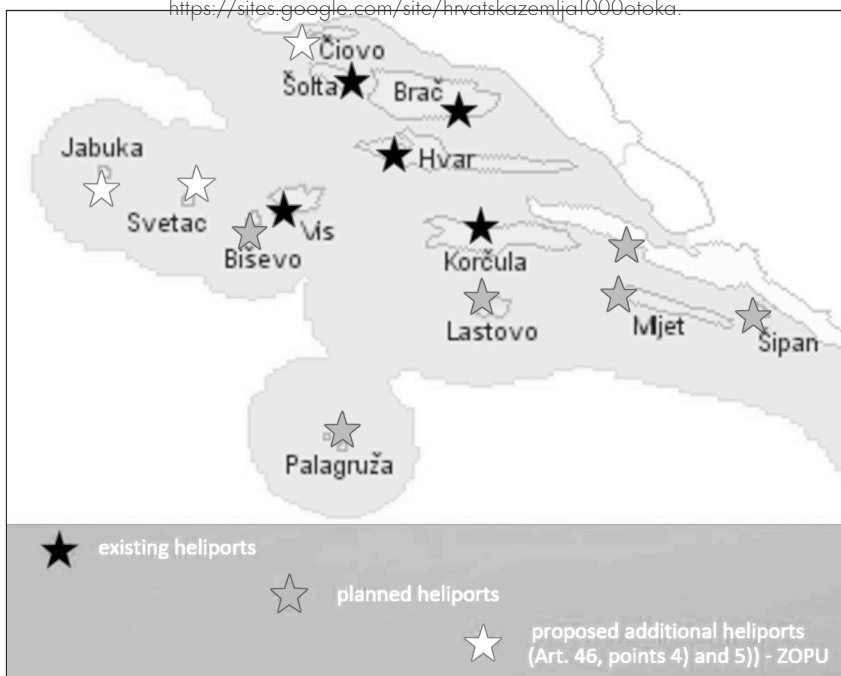 https://sites.google.com/site/hrvatskazemlja1000otoka.
Čiovo
Šolta
Brač
Hvar
Jabuka
Svetac
Vis
Biševo
Korčula
Lastovo
Mljet
Šipan
Palagruža
existing heliports
planned heliports
proposed additional heliports
(Art. 46, points 4) and 5)) - ZOPU